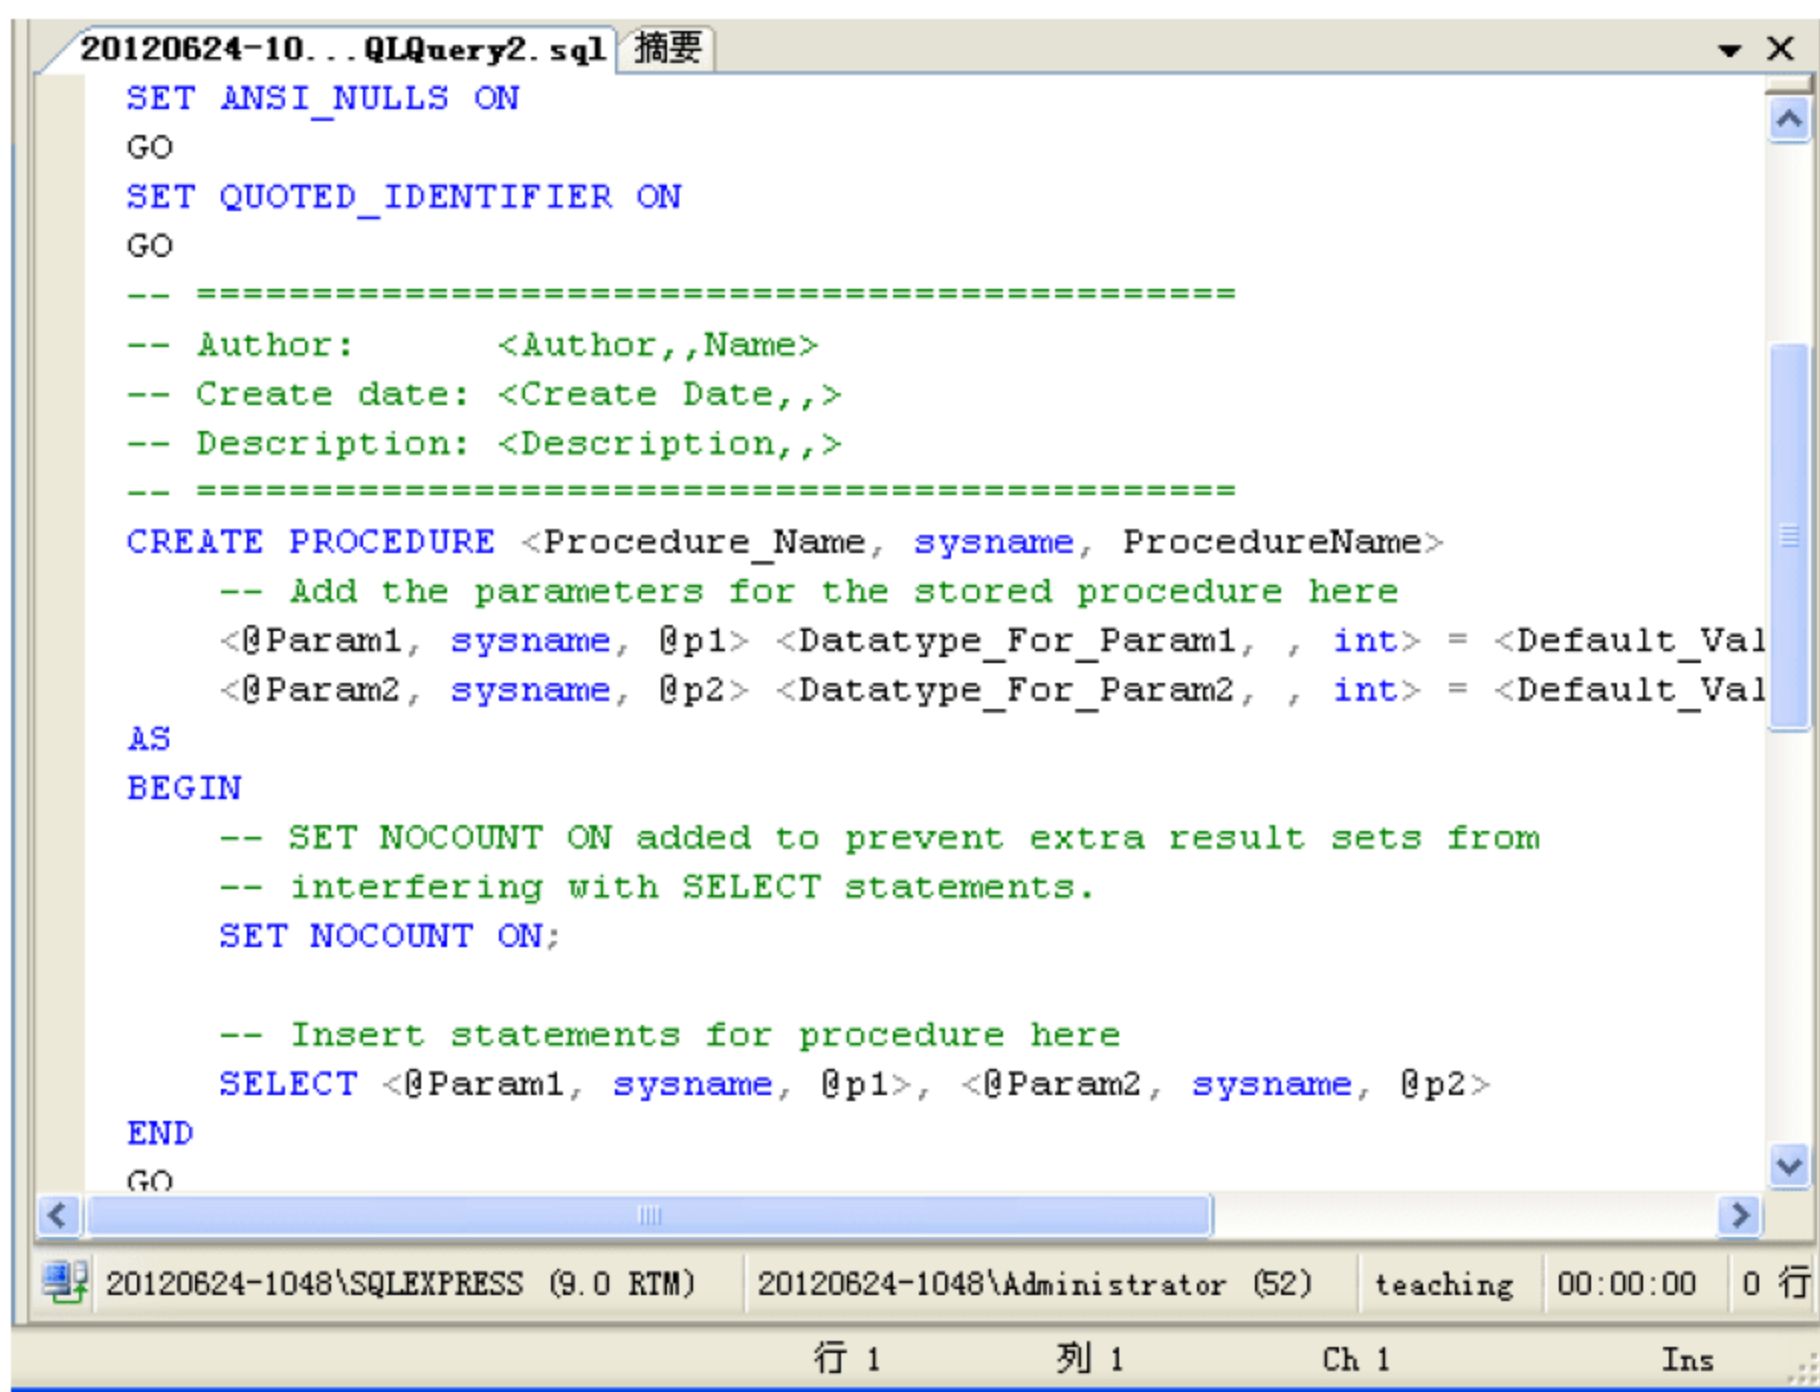 20120624-10...QLQuery2.sql 摘要
SET ANSI_NULLS ON
GO
SET QUOTED_IDENTIFIER ON
GO
-- =============================================
-- Author:      <Author,,Name>
-- Create date: <Create Date,,>
-- Description: <Description,,>
-- =============================================
CREATE PROCEDURE <Procedure_Name, sysname, ProcedureName>
    -- Add the parameters for the stored procedure here
    <@Param1, sysname, @p1> <Datatype_For_Param1, , int> = <Default_Val
    <@Param2, sysname, @p2> <Datatype_For_Param2, , int> = <Default_Val
AS
BEGIN
    -- SET NOCOUNT ON added to prevent extra result sets from
    -- interfering with SELECT statements.
    SET NOCOUNT ON;
    -- Insert statements for procedure here
    SELECT <@Param1, sysname, @p1>, <@Param2, sysname, @p2>
END
GO
20120624-1048\SQLEXPRESS (9.0 RTM) 20120624-1048\Administrator (52) teaching 00:00:00 0 行
行 1 列 1 Ch 1 Ins